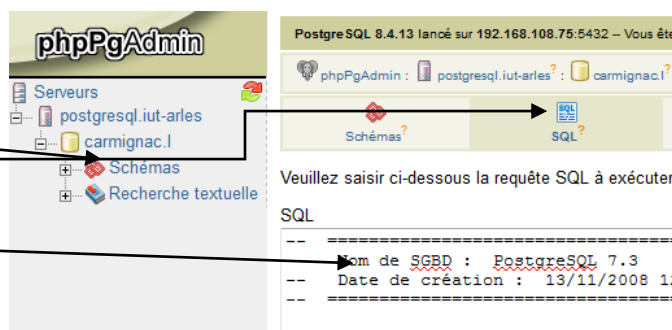 phpPgAdmin
Serveurs
postgresql.iut-arles
carmignac.l
Schémas
Recherche textuelle
PostgreSQL 8.4.13 lancé sur 192.168.108.75:5432 -- Vous ête
phpPgAdmin : postgresql.iut-arles? : carmignac.l?
Schémas?
SQL
SQL?
Veuillez saisir ci-dessous la requête SQL à exécuter
SQL
-- ================================
Nom de SGBD : PostgreSQL 7.3
-- Date de création : 13/11/2008 1
-- ================================